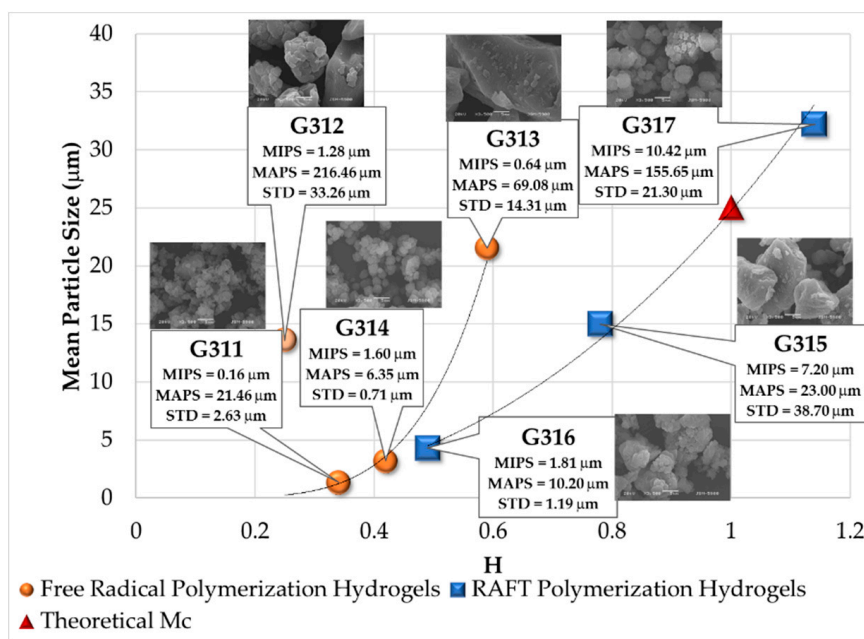 40
35
30
25
20
15
10
5
0
Mean Particle Size (μm)
G312
MIPS = 1.28 μm
MAPS = 216.46 μm
STD = 33.26 μm
G313
MIPS = 0.64 μm
MAPS = 69.08 μm
STD = 14.31 μm
G317
MIPS = 10.42 μm
MAPS = 155.65 μm
STD = 21.30 μm
G311
MIPS = 0.16 μm
MAPS = 21.46 μm
STD = 2.63 μm
G314
MIPS = 1.60 μm
MAPS = 6.35 μm
STD = 0.71 μm
G315
MIPS = 7.20 μm
MAPS = 23.00 μm
STD = 38.70 μm
G316
MIPS = 1.81 μm
MAPS = 10.20 μm
STD = 1.19 μm
0 0.2 0.4 0.6 0.8 1 1.2
H
Free Radical Polymerization Hydrogels RAFT Polymerization Hydrogels
Theoretical Mc